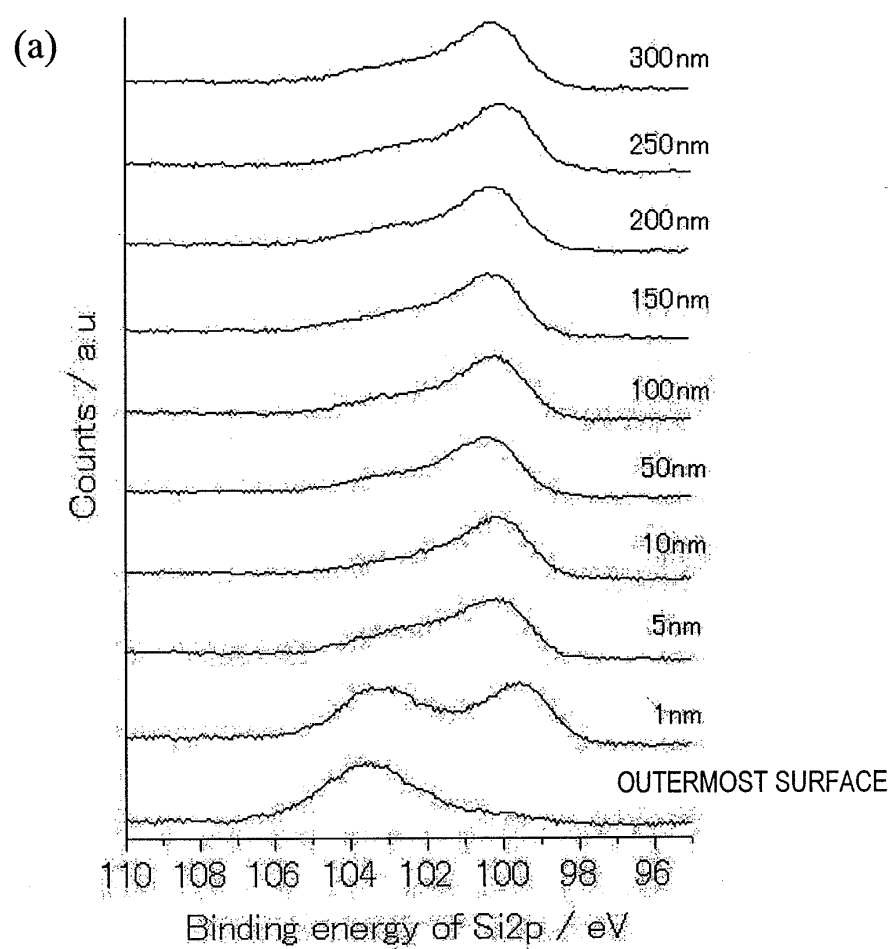 (a)
300nm
250nm
200nm
150nm
100nm
50nm
10nm
5nm
1nm
OUTERMOST SURFACE
Counts / a.u.
110 108 106 104 102 100 98 96
Binding energy of Si2p / eV